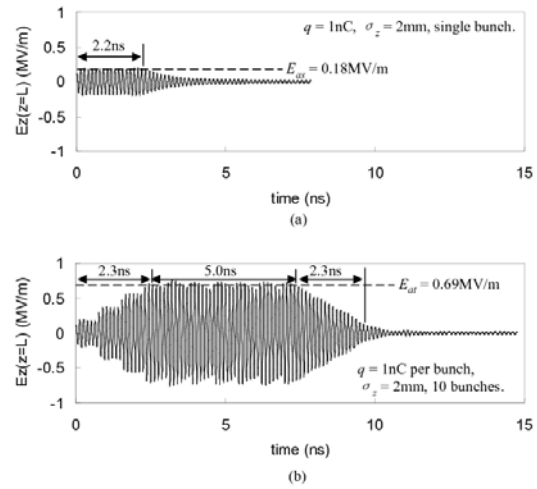 q = 1nC, σz = 2mm, single bunch.
2.2ns
Eas = 0.18MV/m
Ez(z=L) (MV/m)
1
0.5
0
0.5
1
0 5 10 15
time (ns)
(a)
2.3ns 5.0ns 2.3ns
Eat = 0.69MV/m
Ez(z=L) (MV/m)
1
0.5
0
-0.5
-1
q = 1nC per bunch,
σz = 2mm, 10 bunches.
0 5 10 15
time (ns)
(b)